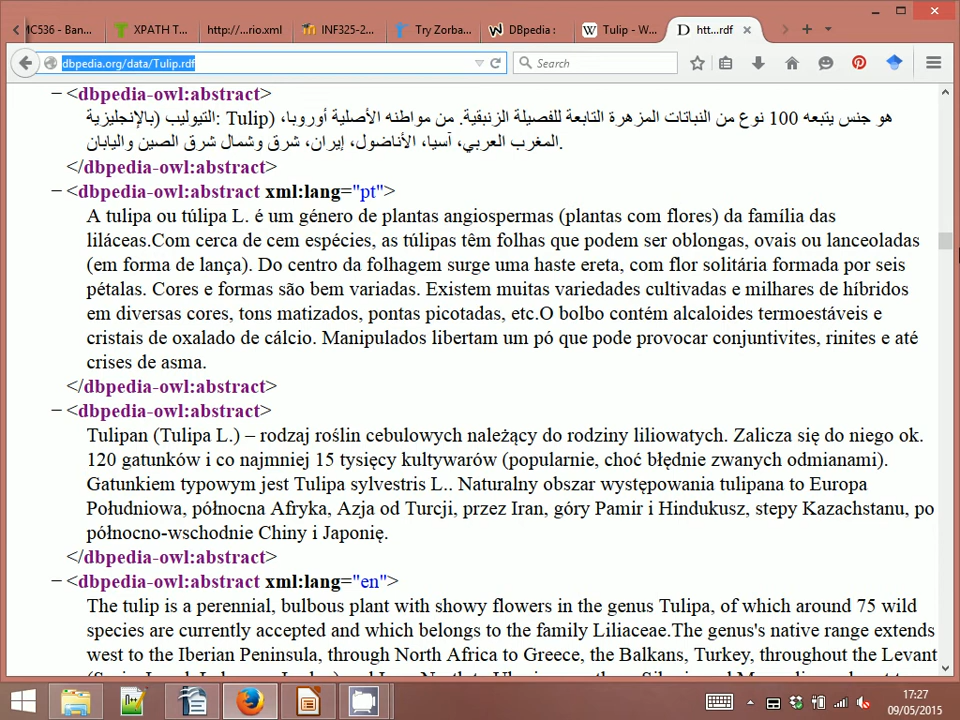 MC536 - Ban...
XPATH T...
http://...rio.xml
INF325-2...
Try Zorba...
DBpedia :
Tulip - W...
htt...rdf
dbpedia.org/data/Tulip.rdf
Search
− <dbpedia-owl:abstract>
هو جنس يتبعه 100 نوع من النباتات المزهرة التابعة للفصيلة الزنبقية. من مواطنه الأصلية أوروبا، (Tulip :التيوليب (بالإنجليزية
المغرب العربي، آسيا، الأناضول، إيران، شرق وشمال شرق الصين واليابان.
</dbpedia-owl:abstract>
− <dbpedia-owl:abstract xml:lang="pt">
A tulipa ou túlipa L. é um género de plantas angiospermas (plantas com flores) da família das
liláceas.Com cerca de cem espécies, as túlipas têm folhas que podem ser oblongas, ovais ou lanceoladas
(em forma de lança). Do centro da folhagem surge uma haste ereta, com flor solitária formada por seis
pétalas. Cores e formas são bem variadas. Existem muitas variedades cultivadas e milhares de híbridos
em diversas cores, tons matizados, pontas picotadas, etc.O bolbo contém alcaloides termoestáveis e
cristais de oxalado de cálcio. Manipulados libertam um pó que pode provocar conjuntivites, rinites e até
crises de asma.
</dbpedia-owl:abstract>
− <dbpedia-owl:abstract>
Tulipan (Tulipa L.) – rodzaj roślin cebulowych należący do rodziny liliowatych. Zalicza się do niego ok.
120 gatunków i co najmniej 15 tysięcy kultywarów (popularnie, choć błędnie zwanych odmianami).
Gatunkiem typowym jest Tulipa sylvestris L.. Naturalny obszar występowania tulipana to Europa
Południowa, północna Afryka, Azja od Turcji, przez Iran, góry Pamir i Hindukusz, stepy Kazachstanu, po
północno-wschodnie Chiny i Japonię.
</dbpedia-owl:abstract>
− <dbpedia-owl:abstract xml:lang="en">
The tulip is a perennial, bulbous plant with showy flowers in the genus Tulipa, of which around 75 wild
species are currently accepted and which belongs to the family Liliaceae.The genus's native range extends
west to the Iberian Peninsula, through North Africa to Greece, the Balkans, Turkey, throughout the Levant
17:27
09/05/2015